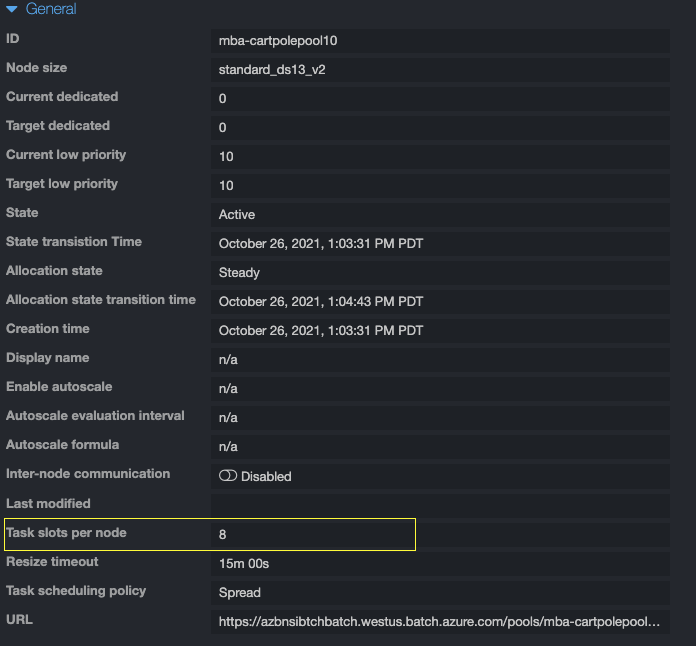 General
ID mba-cartpolepool10
Node size standard_ds13_v2
Current dedicated 0
Target dedicated 0
Current low priority 10
Target low priority 10
State Active
State transistion Time October 26, 2021, 1:03:31 PM PDT
Allocation state Steady
Allocation state transition time October 26, 2021, 1:04:43 PM PDT
Creation time October 26, 2021, 1:03:31 PM PDT
Display name n/a
Enable autoscale n/a
Autoscale evaluation interval n/a
Autoscale formula n/a
Inter-node communication Disabled
Last modified
Task slots per node 8
Resize timeout 15m 00s
Task scheduling policy Spread
URL https://azbnsibtchbatch.westus.batch.azure.com/pools/mba-cartpolepool...